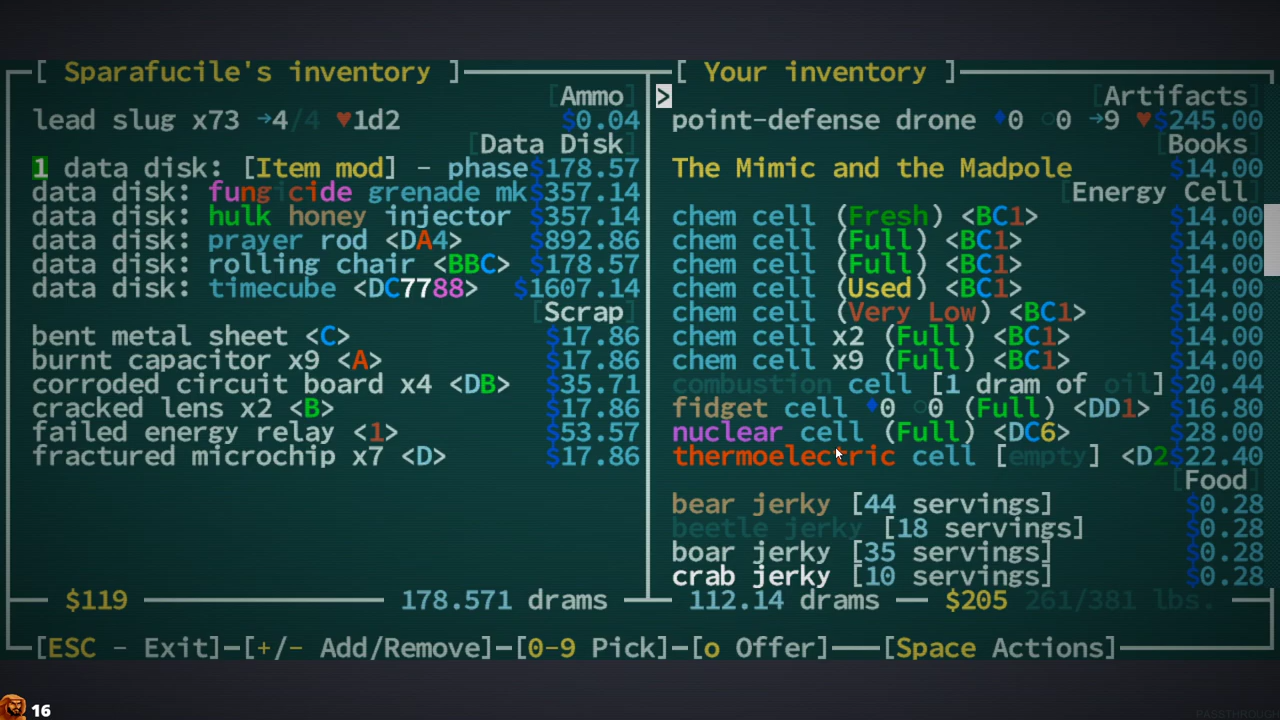 [ Sparafucile's inventory ]
[Ammo]
lead slug x73 →4/4 ♥1d2 $0.04
[Data Disk]
1 data disk: [Item mod] - phase $178.57
data disk: fungicide grenade mk $357.14
data disk: hulk honey injector $357.14
data disk: prayer rod <DA4> $892.86
data disk: rolling chair <BBC> $178.57
data disk: timecube <DC7788> $1607.14
[Scrap]
bent metal sheet <C> $17.86
burnt capacitor x9 <A> $17.86
corroded circuit board x4 <DB> $35.71
cracked lens x2 <B> $17.86
failed energy relay <1> $53.57
fractured microchip x7 <D> $17.86
$119 178.571 drams
[ Your inventory ]
> [Artifacts]
point-defense drone ♦0 ○0 →9 ♥ $245.00
[Books]
The Mimic and the Madpole $14.00
[Energy Cell]
chem cell (Fresh) <BC1> $14.00
chem cell (Full) <BC1> $14.00
chem cell (Full) <BC1> $14.00
chem cell (Used) <BC1> $14.00
chem cell (Very Low) <BC1> $14.00
chem cell x2 (Full) <BC1> $14.00
chem cell x9 (Full) <BC1> $14.00
combustion cell [1 dram of oil] $20.44
fidget cell ♦0 ○0 (Full) <DD1> $16.80
nuclear cell (Full) <DC6> $28.00
thermoelectric cell [empty] <D2 $22.40
[Food]
bear jerky [44 servings] $0.28
beetle jerky [18 servings] $0.28
boar jerky [35 servings] $0.28
crab jerky [10 servings] $0.28
112.14 drams $205 261/381 lbs.
[ESC - Exit] [+/- Add/Remove] [0-9 Pick] [o Offer] [Space Actions]
16